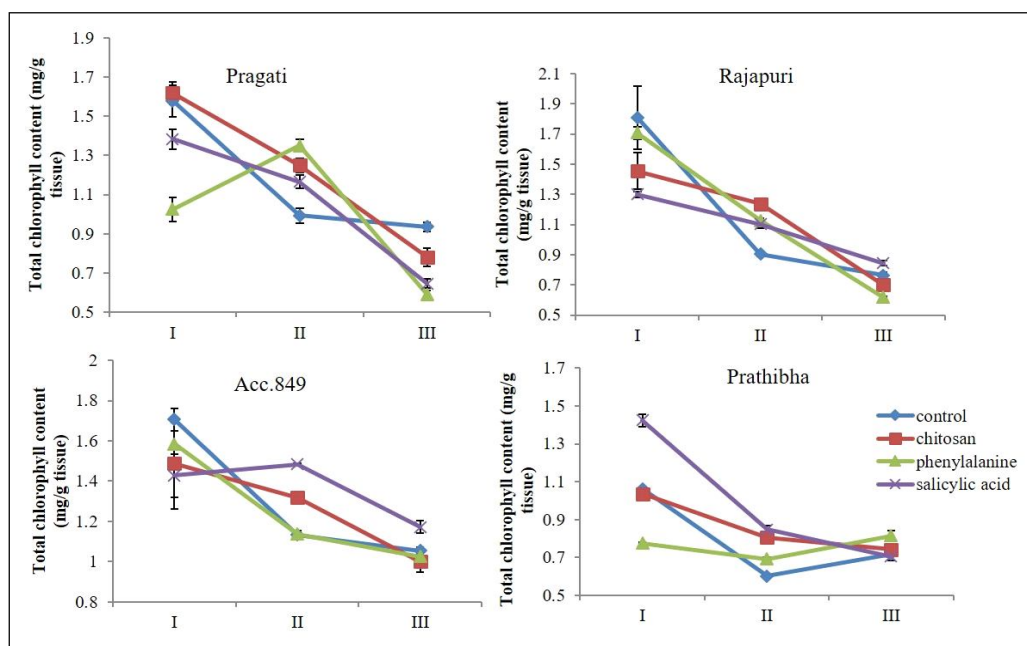 Pragati
Total chlorophyll content (mg/g
tissue)
1.9
1.7
1.5
1.3
1.1
0.9
0.7
0.5
I
II
III
Rajapuri
Total chlorophyll content
(mg/g tissue)
2.1
1.9
1.7
1.5
1.3
1.1
0.9
0.7
0.5
I
II
III
Acc.849
Total chlorophyll content
(mg/g tissue)
2
1.8
1.6
1.4
1.2
1
0.8
I
II
III
Prathibha
Total chlorophyll content (mg/g
tissue)
1.7
1.5
1.3
1.1
0.9
0.7
0.5
I
II
III
control
chitosan
phenylalanine
salicylic acid